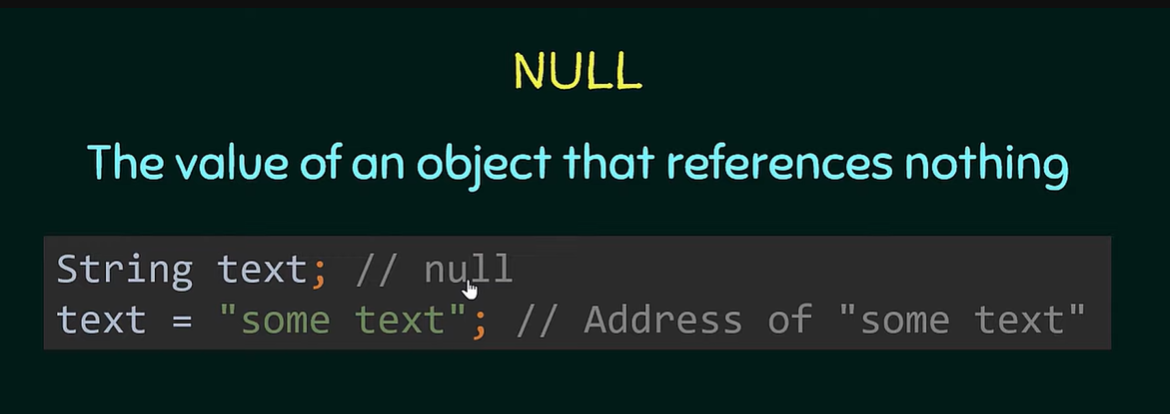 NULL
The value of an object that references nothing
String text; // null
text = "some text"; // Address of "some text"